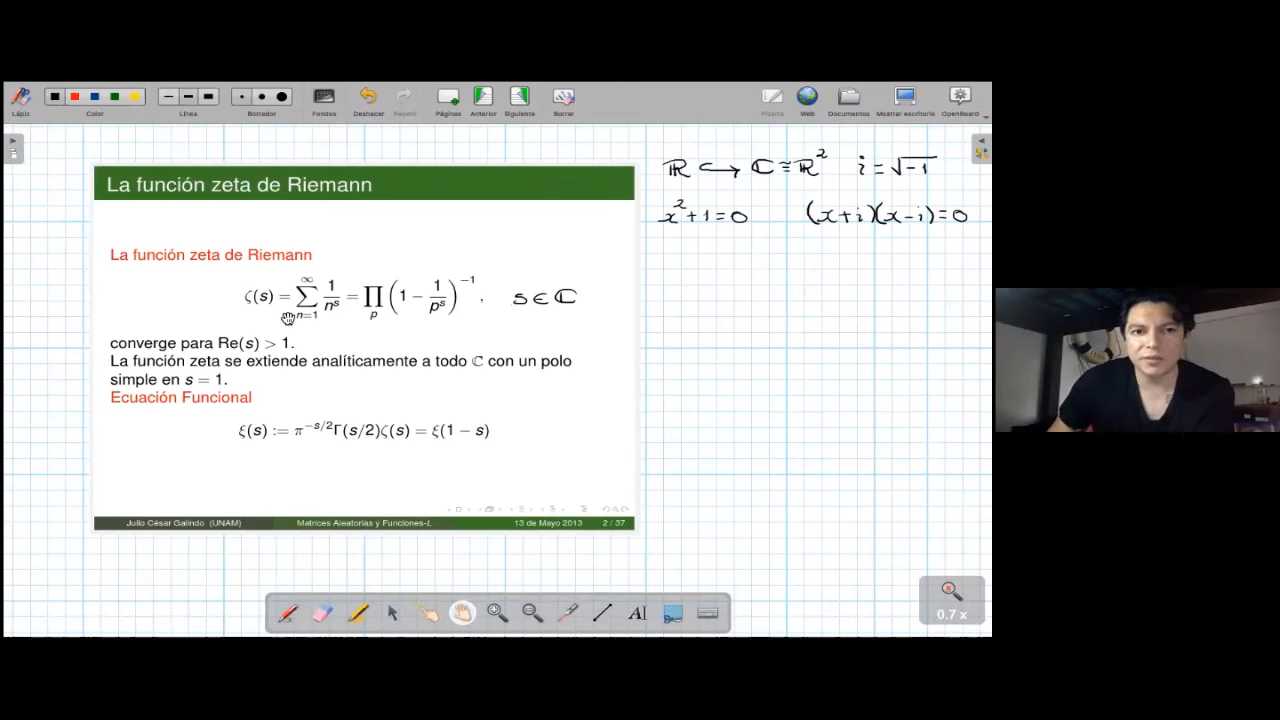 Lápiz Color Línea Borrador Fondos Deshacer Repetir Páginas Anterior Siguiente Borrar Pizarra Web Documentos Mostrar escritorio OpenBoard
La función zeta de Riemann
La función zeta de Riemann
ζ(s) = ∑_{n=1}^{∞} 1/n^s = ∏_p (1 − 1/p^s)^{−1}, s ∈ ℂ
converge para Re(s) > 1.
La función zeta se extiende analíticamente a todo ℂ con un polo
simple en s = 1.
Ecuación Funcional
ξ(s) := π^{−s/2}Γ(s/2)ζ(s) = ξ(1 − s)
Julio César Galindo (UNAM) Matrices Aleatorias y Funciones-L 13 de Mayo 2013 2 / 37
ℝ ↪ ℂ ≅ ℝ² i = √−1
x² + 1 = 0 (x + i)(x − i) = 0
AI
0.7 x